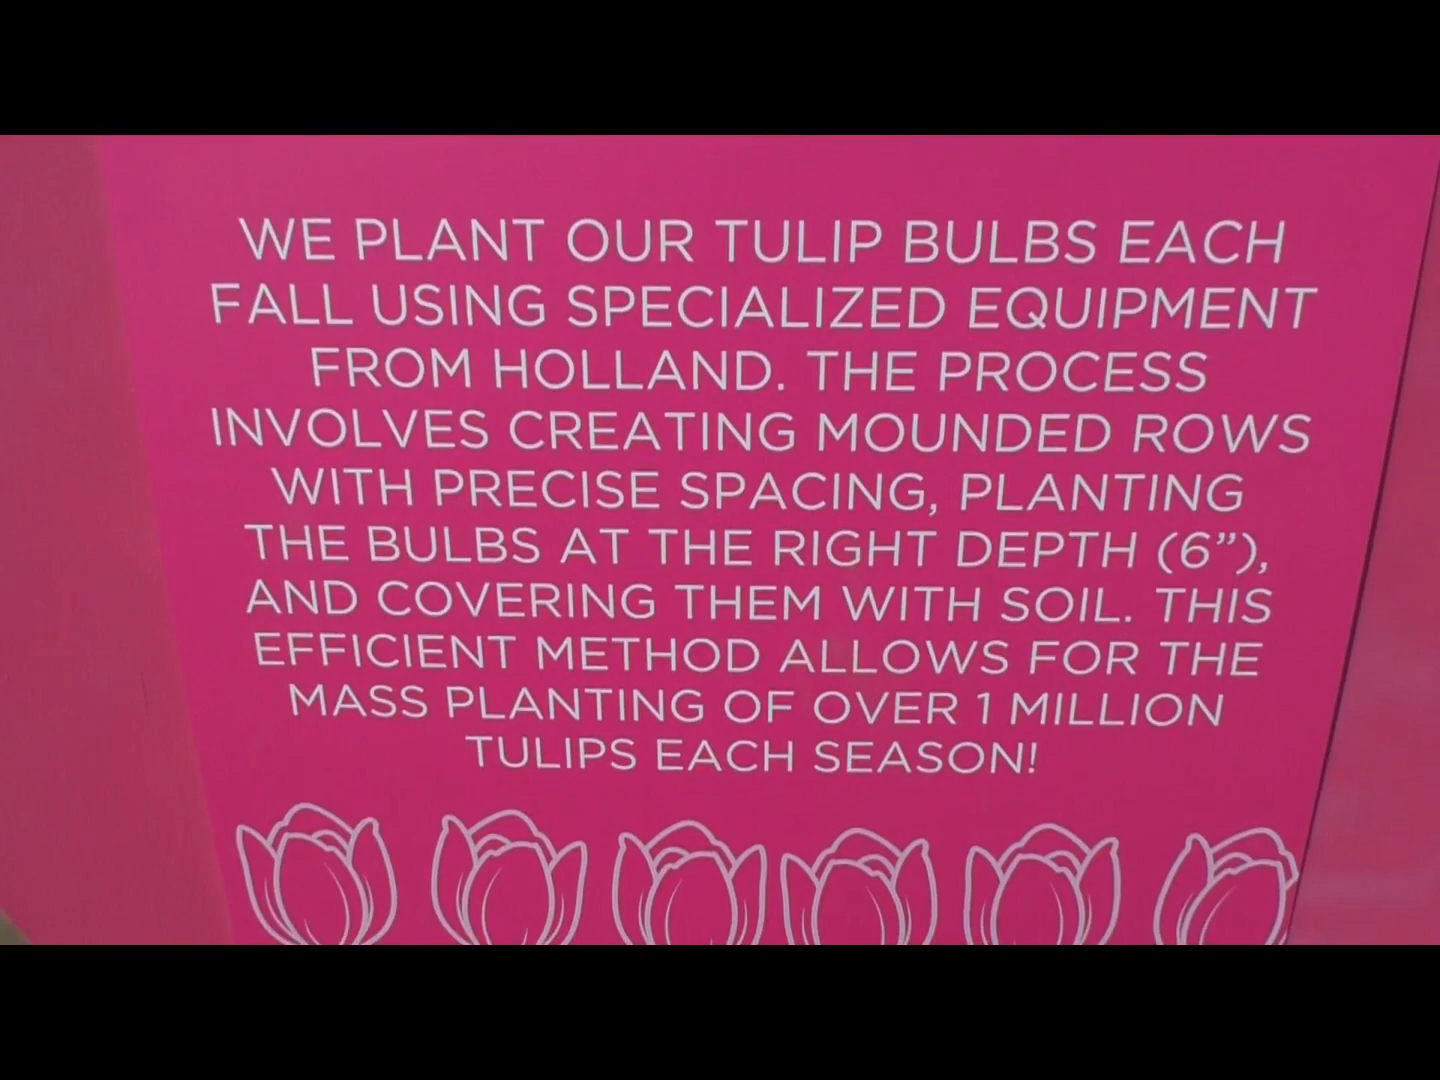 WE PLANT OUR TULIP BULBS EACH
FALL USING SPECIALIZED EQUIPMENT
FROM HOLLAND. THE PROCESS
INVOLVES CREATING MOUNDED ROWS
WITH PRECISE SPACING, PLANTING
THE BULBS AT THE RIGHT DEPTH (6”),
AND COVERING THEM WITH SOIL. THIS
EFFICIENT METHOD ALLOWS FOR THE
MASS PLANTING OF OVER 1 MILLION
TULIPS EACH SEASON!